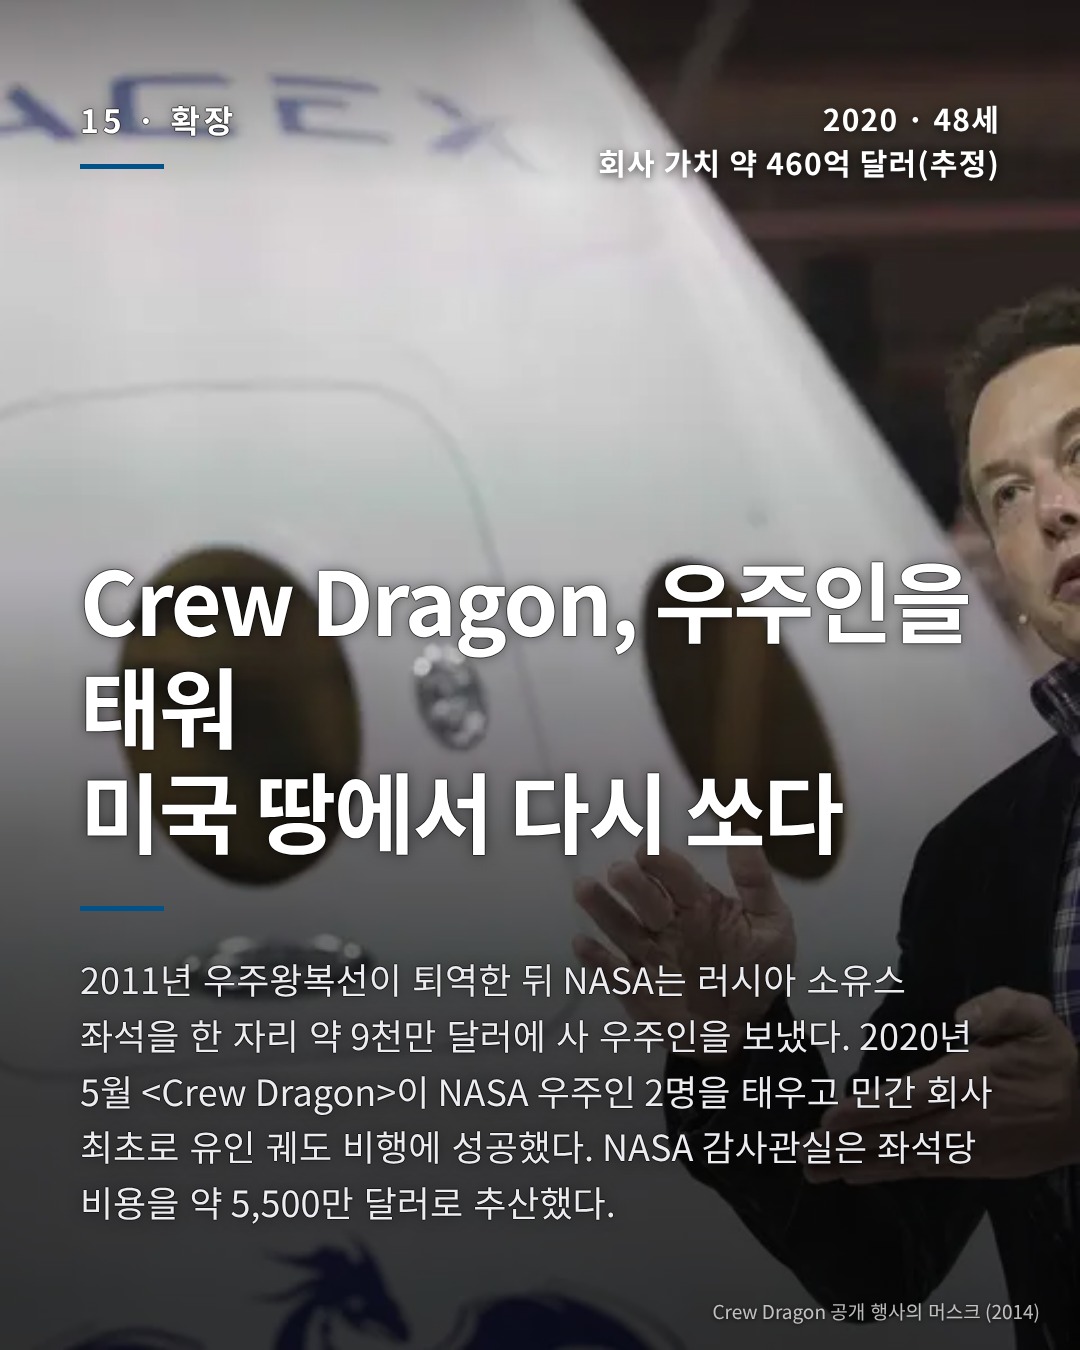 ACEX
15 · 확장
2020 · 48세
회사 가치 약 460억 달러(추정)
Crew Dragon, 우주인을
태워
미국 땅에서 다시 쏘다
2011년 우주왕복선이 퇴역한 뒤 NASA는 러시아 소유스
좌석을 한 자리 약 9천만 달러에 사 우주인을 보냈다. 2020년
5월 <Crew Dragon>이 NASA 우주인 2명을 태우고 민간 회사
최초로 유인 궤도 비행에 성공했다. NASA 감사관실은 좌석당
비용을 약 5,500만 달러로 추산했다.
Crew Dragon 공개 행사의 머스크 (2014)